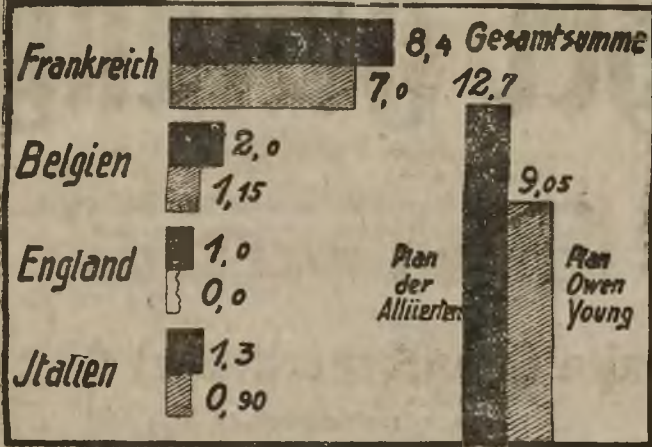 Frankreich
8,4
7,0
Belgien
2,0
1,15
England
1,0
0,0
Italien
1,3
0,90
Gesamtsumme
12,7
9,05
Plan
der
Alliierten
Plan
Owen
Young